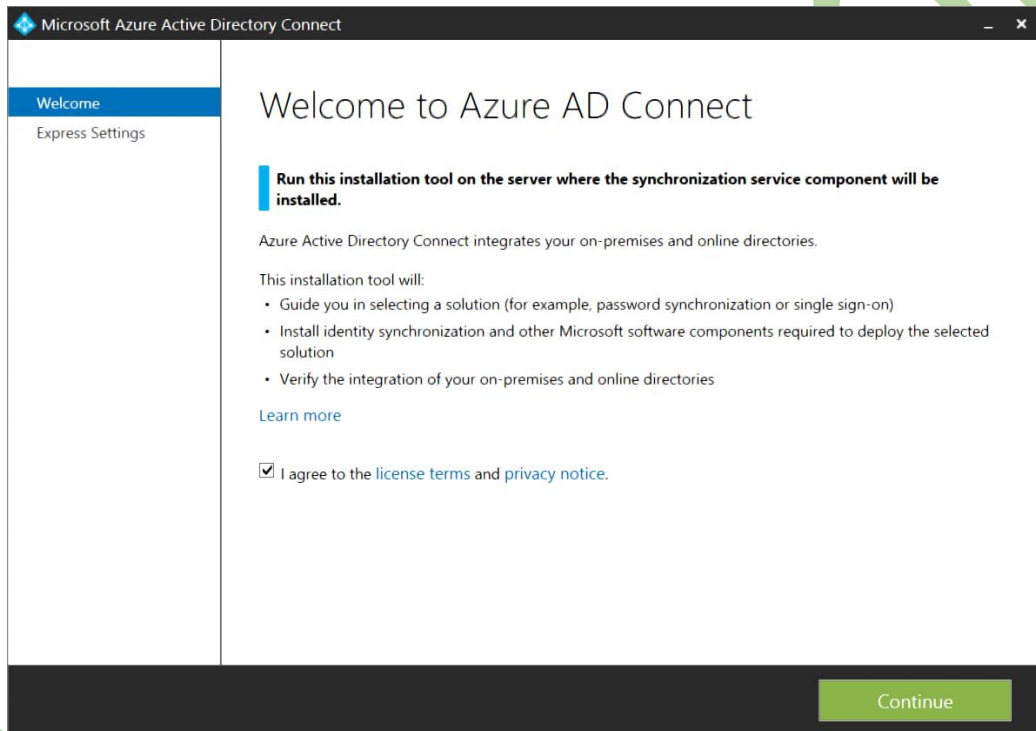 Microsoft Azure Active Directory Connect
Welcome
Express Settings
Welcome to Azure AD Connect
Run this installation tool on the server where the synchronization service component will be
installed.
Azure Active Directory Connect integrates your on-premises and online directories.
This installation tool will:
• Guide you in selecting a solution (for example, password synchronization or single sign-on)
• Install identity synchronization and other Microsoft software components required to deploy the selected
solution
• Verify the integration of your on-premises and online directories
Learn more
I agree to the license terms and privacy notice.
Continue